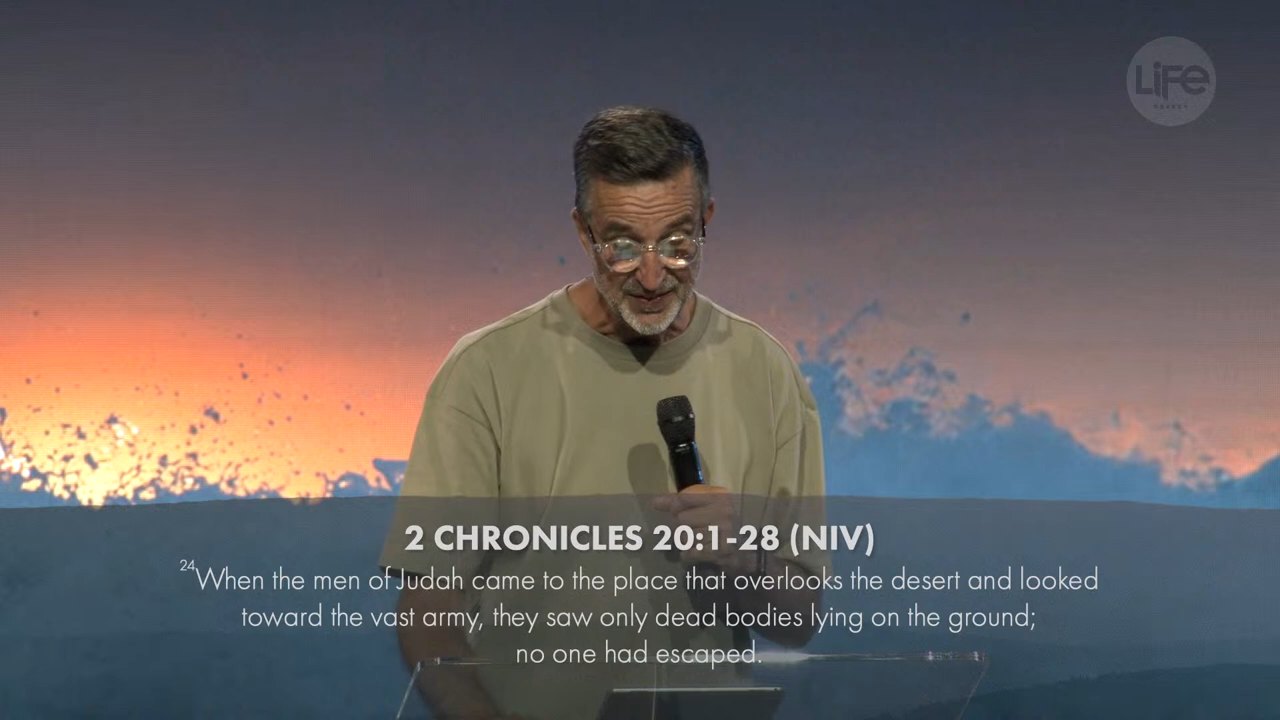 LiFe
2 CHRONICLES 20:1-28 (NIV)
24When the men of Judah came to the place that overlooks the desert and looked
toward the vast army, they saw only dead bodies lying on the ground;
no one had escaped.